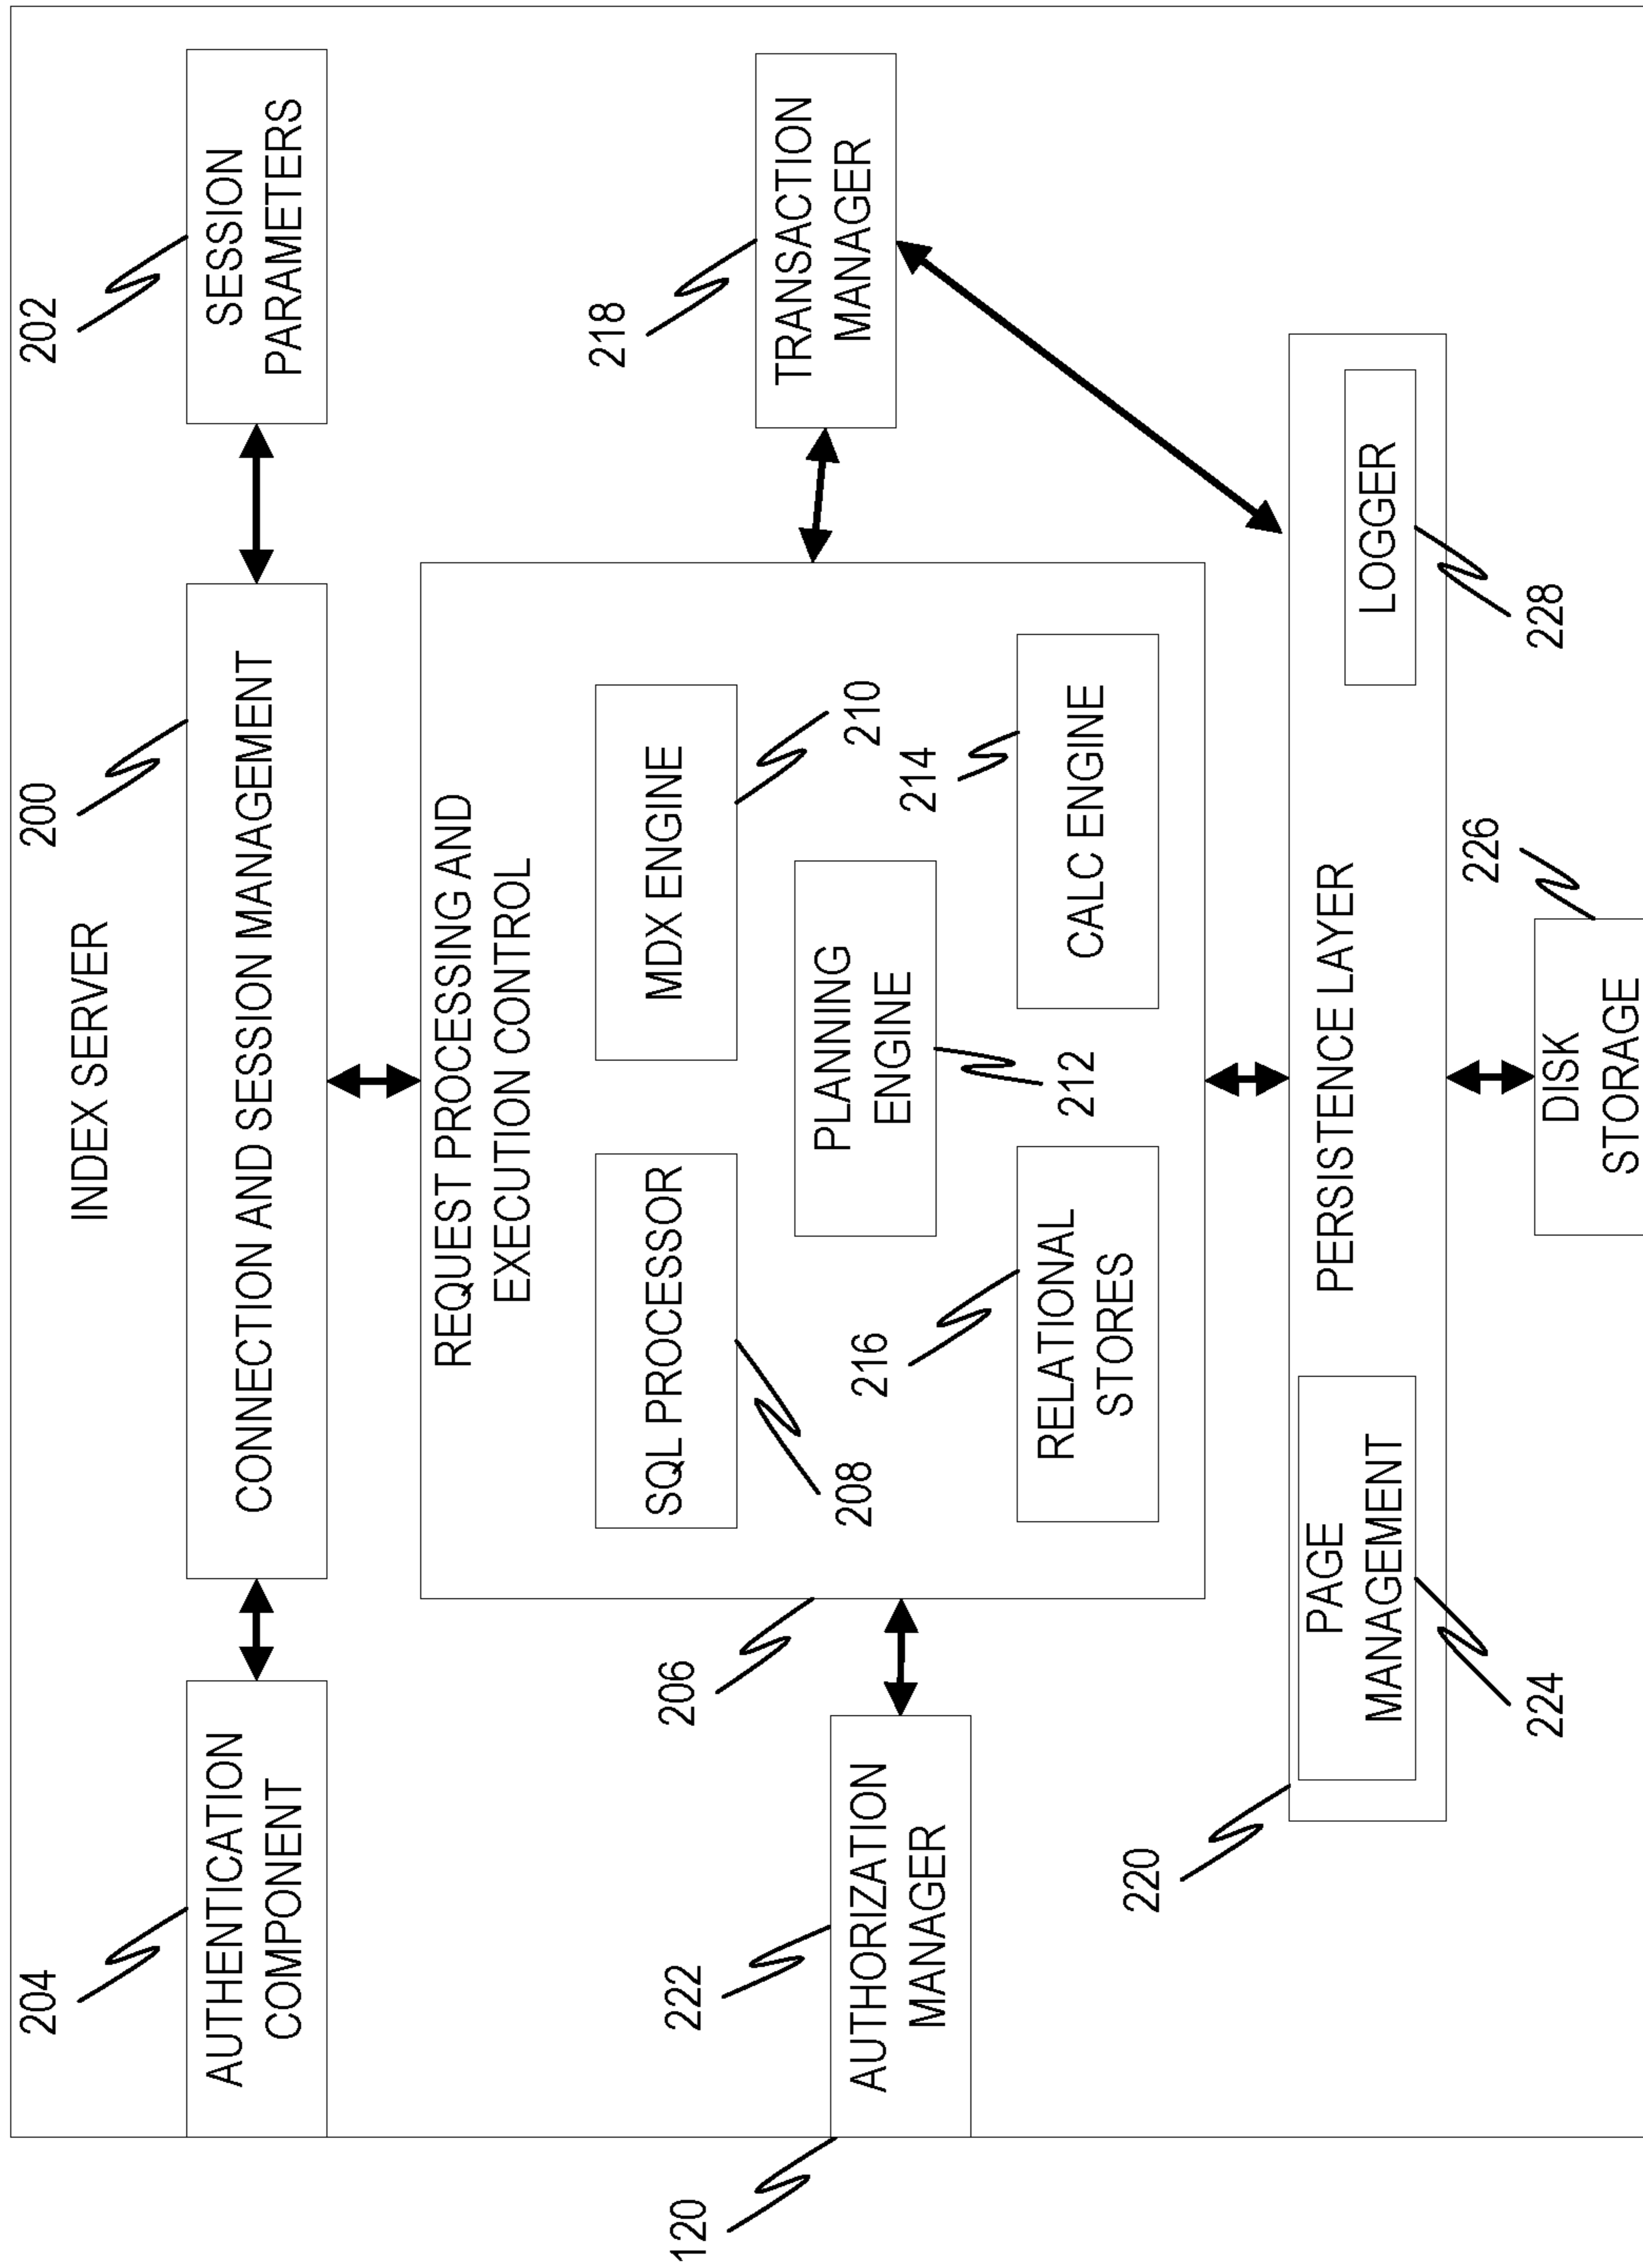 204
200
202
INDEX SERVER
AUTHENTICATION
COMPONENT
CONNECTION AND SESSION MANAGEMENT
SESSION
PARAMETERS
REQUEST PROCESSING AND
EXECUTION CONTROL
218
120
222
206
SQL PROCESSOR
MDX ENGINE
TRANSACTION
MANAGER
208
PLANNING
ENGINE
210
AUTHORIZATION
MANAGER
216
214
212
RELATIONAL
STORES
CALC ENGINE
220
PAGE
MANAGEMENT
PERSISTENCE LAYER
LOGGER
224
226
228
DISK
STORAGE